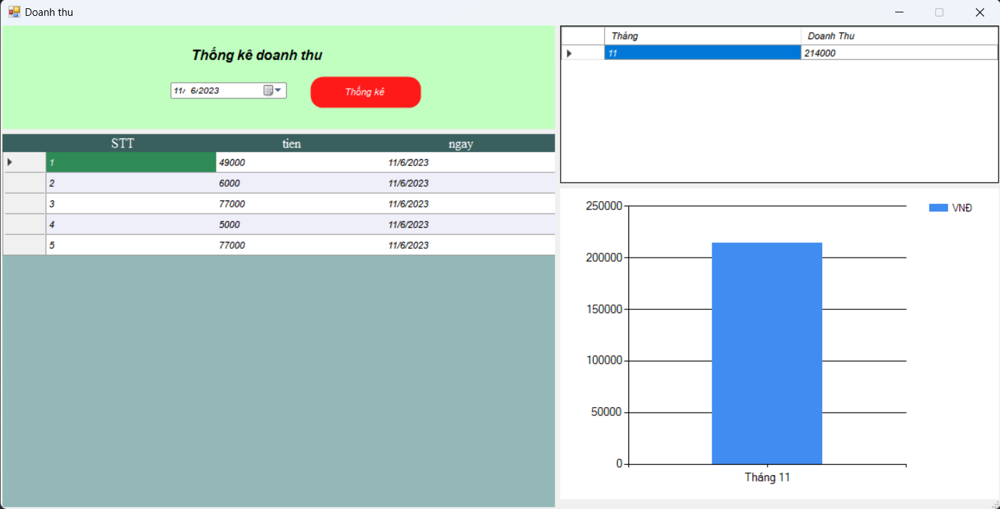 Doanh thu
Thống kê doanh thu
11/ 6/2023
Thống kê
STT tien ngay
1 49000 11/6/2023
2 6000 11/6/2023
3 77000 11/6/2023
4 5000 11/6/2023
5 77000 11/6/2023
Tháng Doanh Thu
11 214000
250000
200000
150000
100000
50000
0
Tháng 11
VNĐ